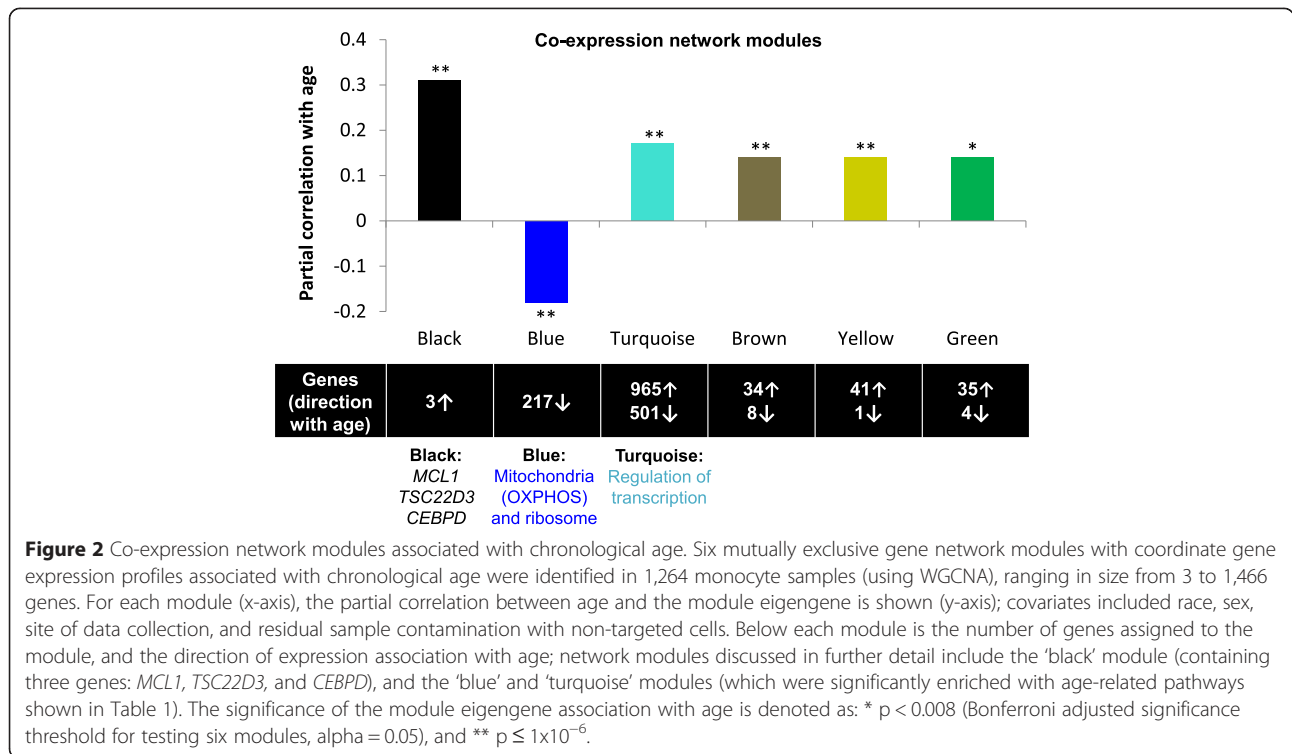 Co-expression network modules
Partial correlation with age
0.4
0.3
0.2
0.1
0
-0.1
-0.2
**
**
**
**
**
*
Black Blue Turquoise Brown Yellow Green
Genes (direction with age)
3↑
217↓
965↑
501↓
34↑
8↓
41↑
1↓
35↑
4↓
Black:
MCL1
TSC22D3
CEBPD
Blue:
Mitochondria
(OXPHOS)
and ribosome
Turquoise:
Regulation of
transcription
Figure 2 Co-expression network modules associated with chronological age. Six mutually exclusive gene network modules with coordinate gene
expression profiles associated with chronological age were identified in 1,264 monocyte samples (using WGCNA), ranging in size from 3 to 1,466
genes. For each module (x-axis), the partial correlation between age and the module eigengene is shown (y-axis); covariates included race, sex,
site of data collection, and residual sample contamination with non-targeted cells. Below each module is the number of genes assigned to the
module, and the direction of expression association with age; network modules discussed in further detail include the ‘black’ module (containing
three genes: MCL1, TSC22D3, and CEBPD), and the ‘blue’ and ‘turquoise’ modules (which were significantly enriched with age-related pathways
shown in Table 1). The significance of the module eigengene association with age is denoted as: * p < 0.008 (Bonferroni adjusted significance
threshold for testing six modules, alpha = 0.05), and ** p ≤ 1x10⁻⁶.